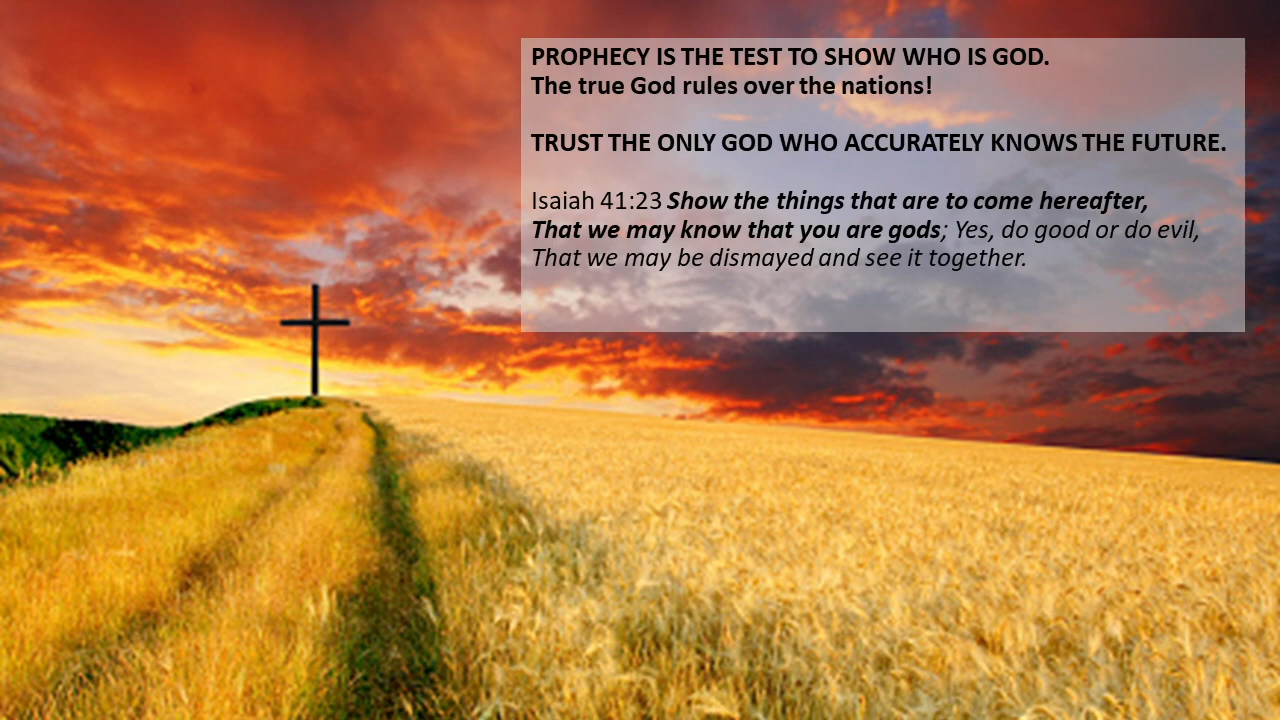 PROPHECY IS THE TEST TO SHOW WHO IS GOD.
The true God rules over the nations!
TRUST THE ONLY GOD WHO ACCURATELY KNOWS THE FUTURE.
Isaiah 41:23 Show the things that are to come hereafter,
That we may know that you are gods; Yes, do good or do evil,
That we may be dismayed and see it together.